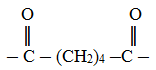 O O
– C – (CH₂)₄ –C –